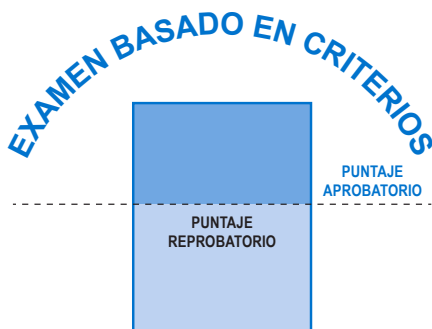 EXAMEN BASADO EN CRITERIOS
PUNTAJE
APROBATORIO
PUNTAJE
REPROBATORIO